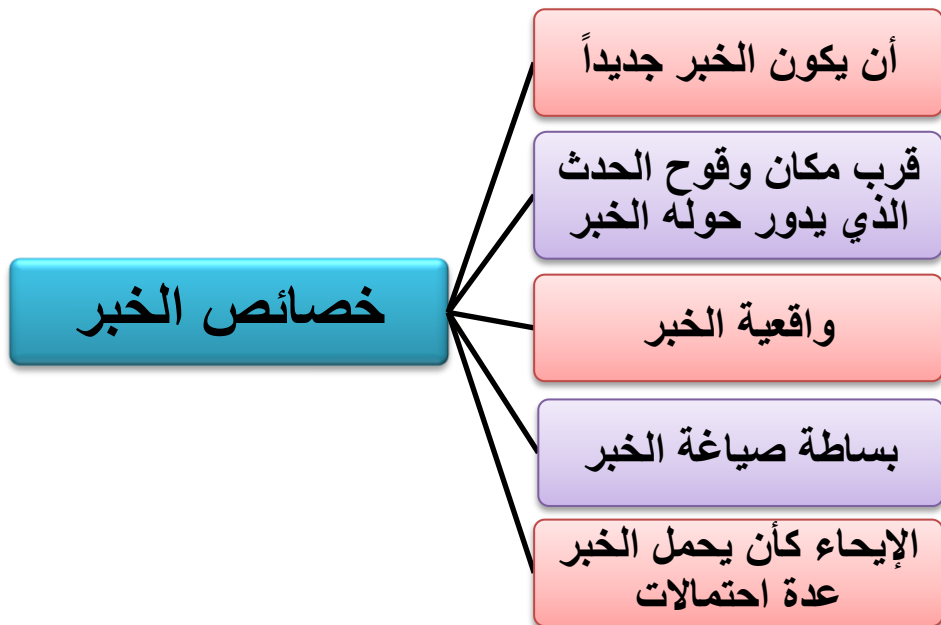 خصائص الخبر
أن يكون الخبر جديداً
قرب مكان وقوح الحدث
الذي يدور حوله الخبر
واقعية الخبر
بساطة صياغة الخبر
الإيحاء كأن يحمل الخبر
عدة احتمالات